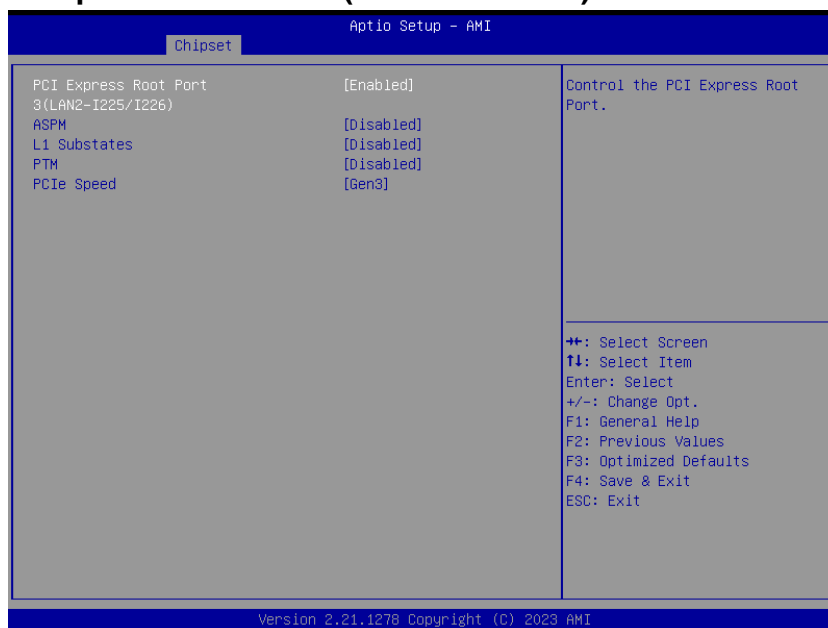 Aptio Setup – AMI
Chipset
PCI Express Root Port [Enabled]
3(LAN2-I225/I226)
ASPM [Disabled]
L1 Substates [Disabled]
PTM [Disabled]
PCIe Speed [Gen3]
Control the PCI Express Root
Port.
→←: Select Screen
↑↓: Select Item
Enter: Select
+/-: Change Opt.
F1: General Help
F2: Previous Values
F3: Optimized Defaults
F4: Save & Exit
ESC: Exit
Version 2.21.1278 Copyright (C) 2023 AMI